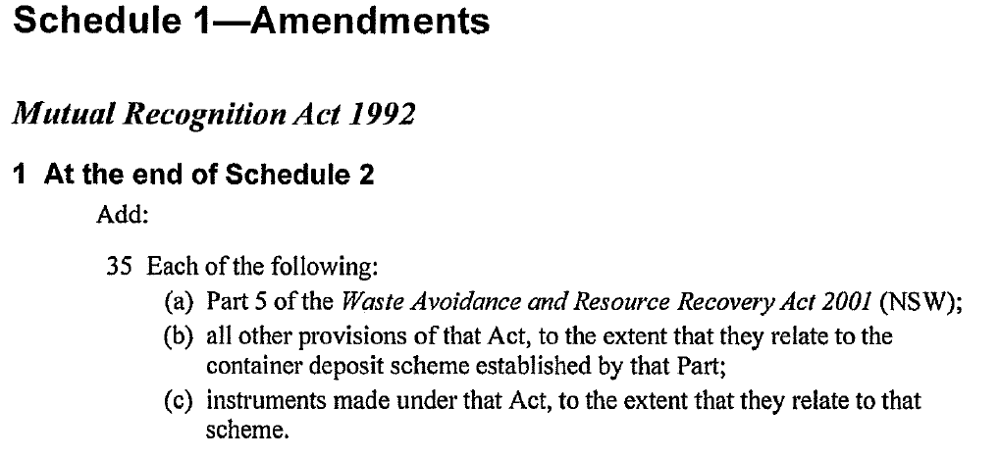 Schedule 1—Amendments
Mutual Recognition Act 1992
1 At the end of Schedule 2
Add:
35 Each of the following:
(a) Part 5 of the Waste Avoidance and Resource Recovery Act 2001 (NSW);
(b) all other provisions of that Act, to the extent that they relate to the
container deposit scheme established by that Part;
(c) instruments made under that Act, to the extent that they relate to that
scheme.